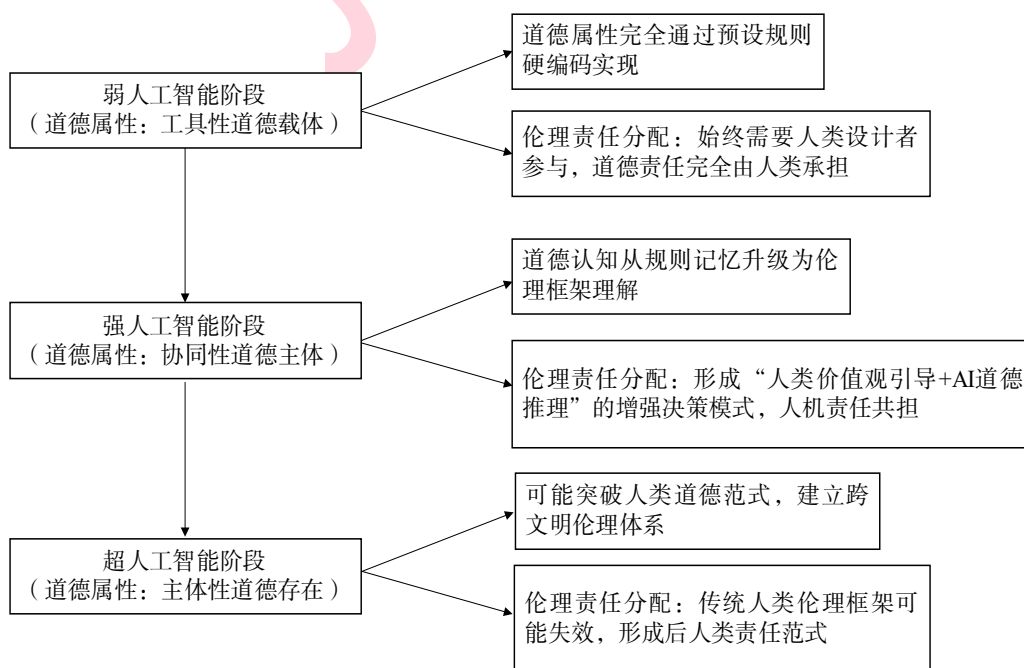 弱人工智能阶段
（道德属性：工具性道德载体）
道德属性完全通过预设规则
硬编码实现
伦理责任分配：始终需要人类设计者
参与，道德责任完全由人类承担
强人工智能阶段
（道德属性：协同性道德主体）
道德认知从规则记忆升级为伦
理框架理解
伦理责任分配：形成“人类价值观引导+AI道德
推理”的增强决策模式，人机责任共担
超人工智能阶段
（道德属性：主体性道德存在）
可能突破人类道德范式，建立跨
文明伦理体系
伦理责任分配：传统人类伦理框架可
能失效，形成后人类责任范式